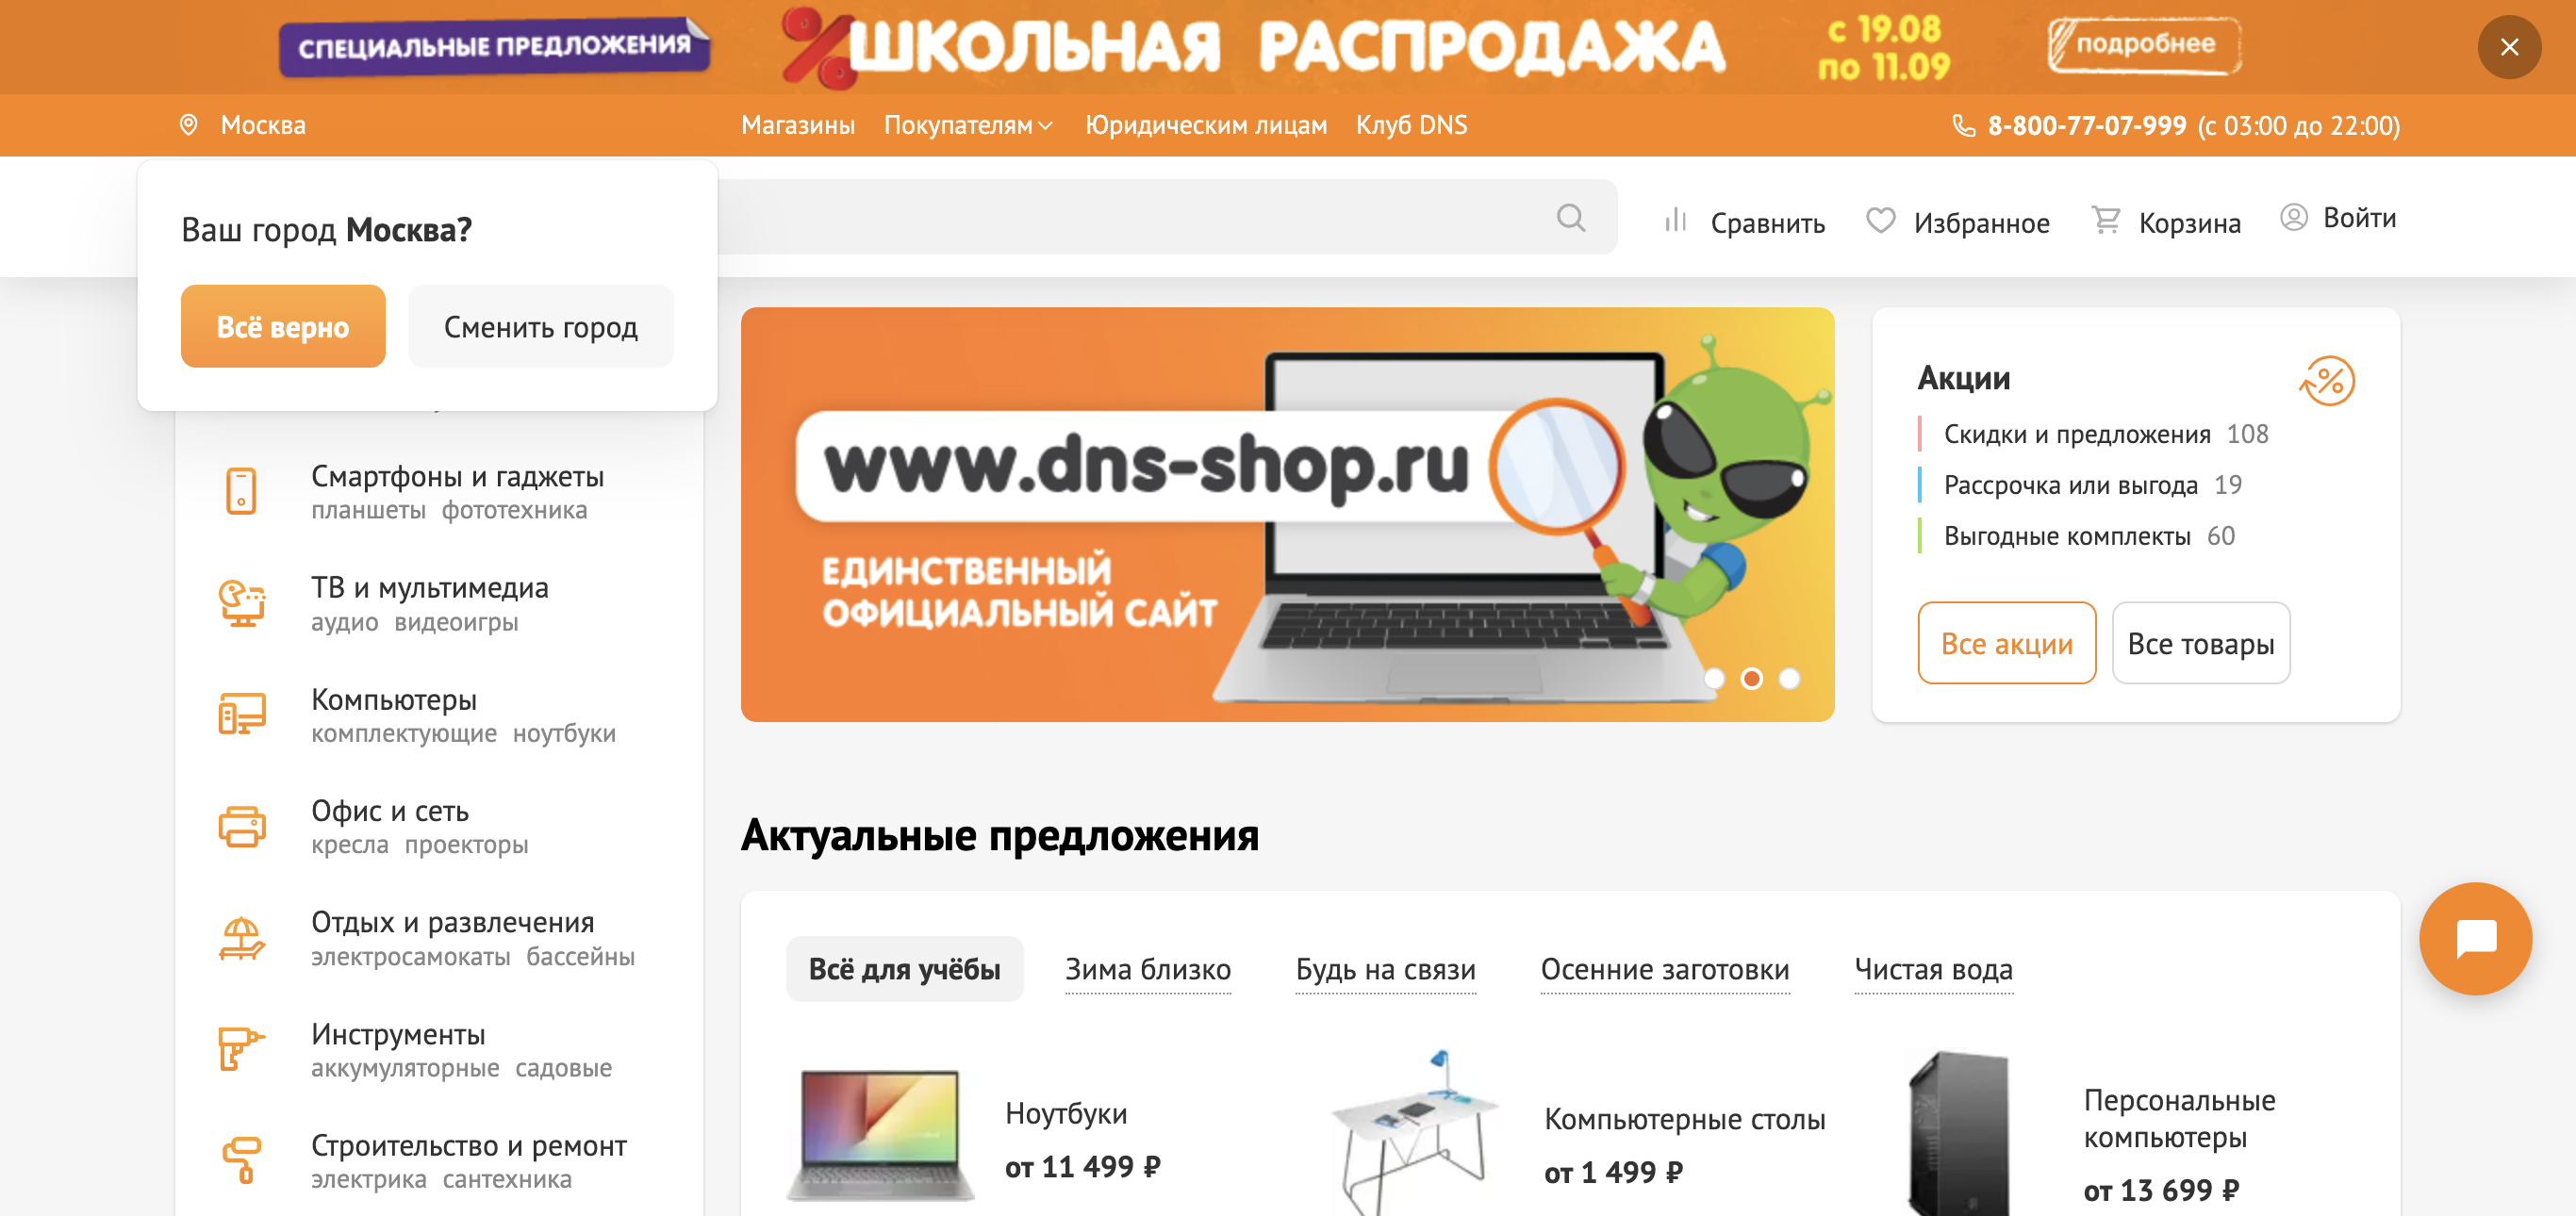 СПЕЦИАЛЬНЫЕ ПРЕДЛОЖЕНИЯ
% ШКОЛЬНАЯ РАСПРОДАЖА
с 19.08
по 11.09
подробнее
Москва
Магазины Покупателям Юридическим лицам Клуб DNS
8-800-77-07-999 (с 03:00 до 22:00)
Ваш город Москва?
Всё верно
Сменить город
Сравнить
Избранное
Корзина
Войти
Смартфоны и гаджеты
планшеты фототехника
ТВ и мультимедиа
аудио видеоигры
Компьютеры
комплектующие ноутбуки
Офис и сеть
кресла проекторы
Отдых и развлечения
электросамокаты бассейны
Инструменты
аккумуляторные садовые
Строительство и ремонт
электрика сантехника
www.dns-shop.ru
ЕДИНСТВЕННЫЙ
ОФИЦИАЛЬНЫЙ САЙТ
Акции
Скидки и предложения 108
Рассрочка или выгода 19
Выгодные комплекты 60
Все акции
Все товары
Актуальные предложения
Всё для учёбы
Зима близко
Будь на связи
Осенние заготовки
Чистая вода
Ноутбуки
от 11 499 ₽
Компьютерные столы
от 1 499 ₽
Персональные
компьютеры
от 13 699 ₽